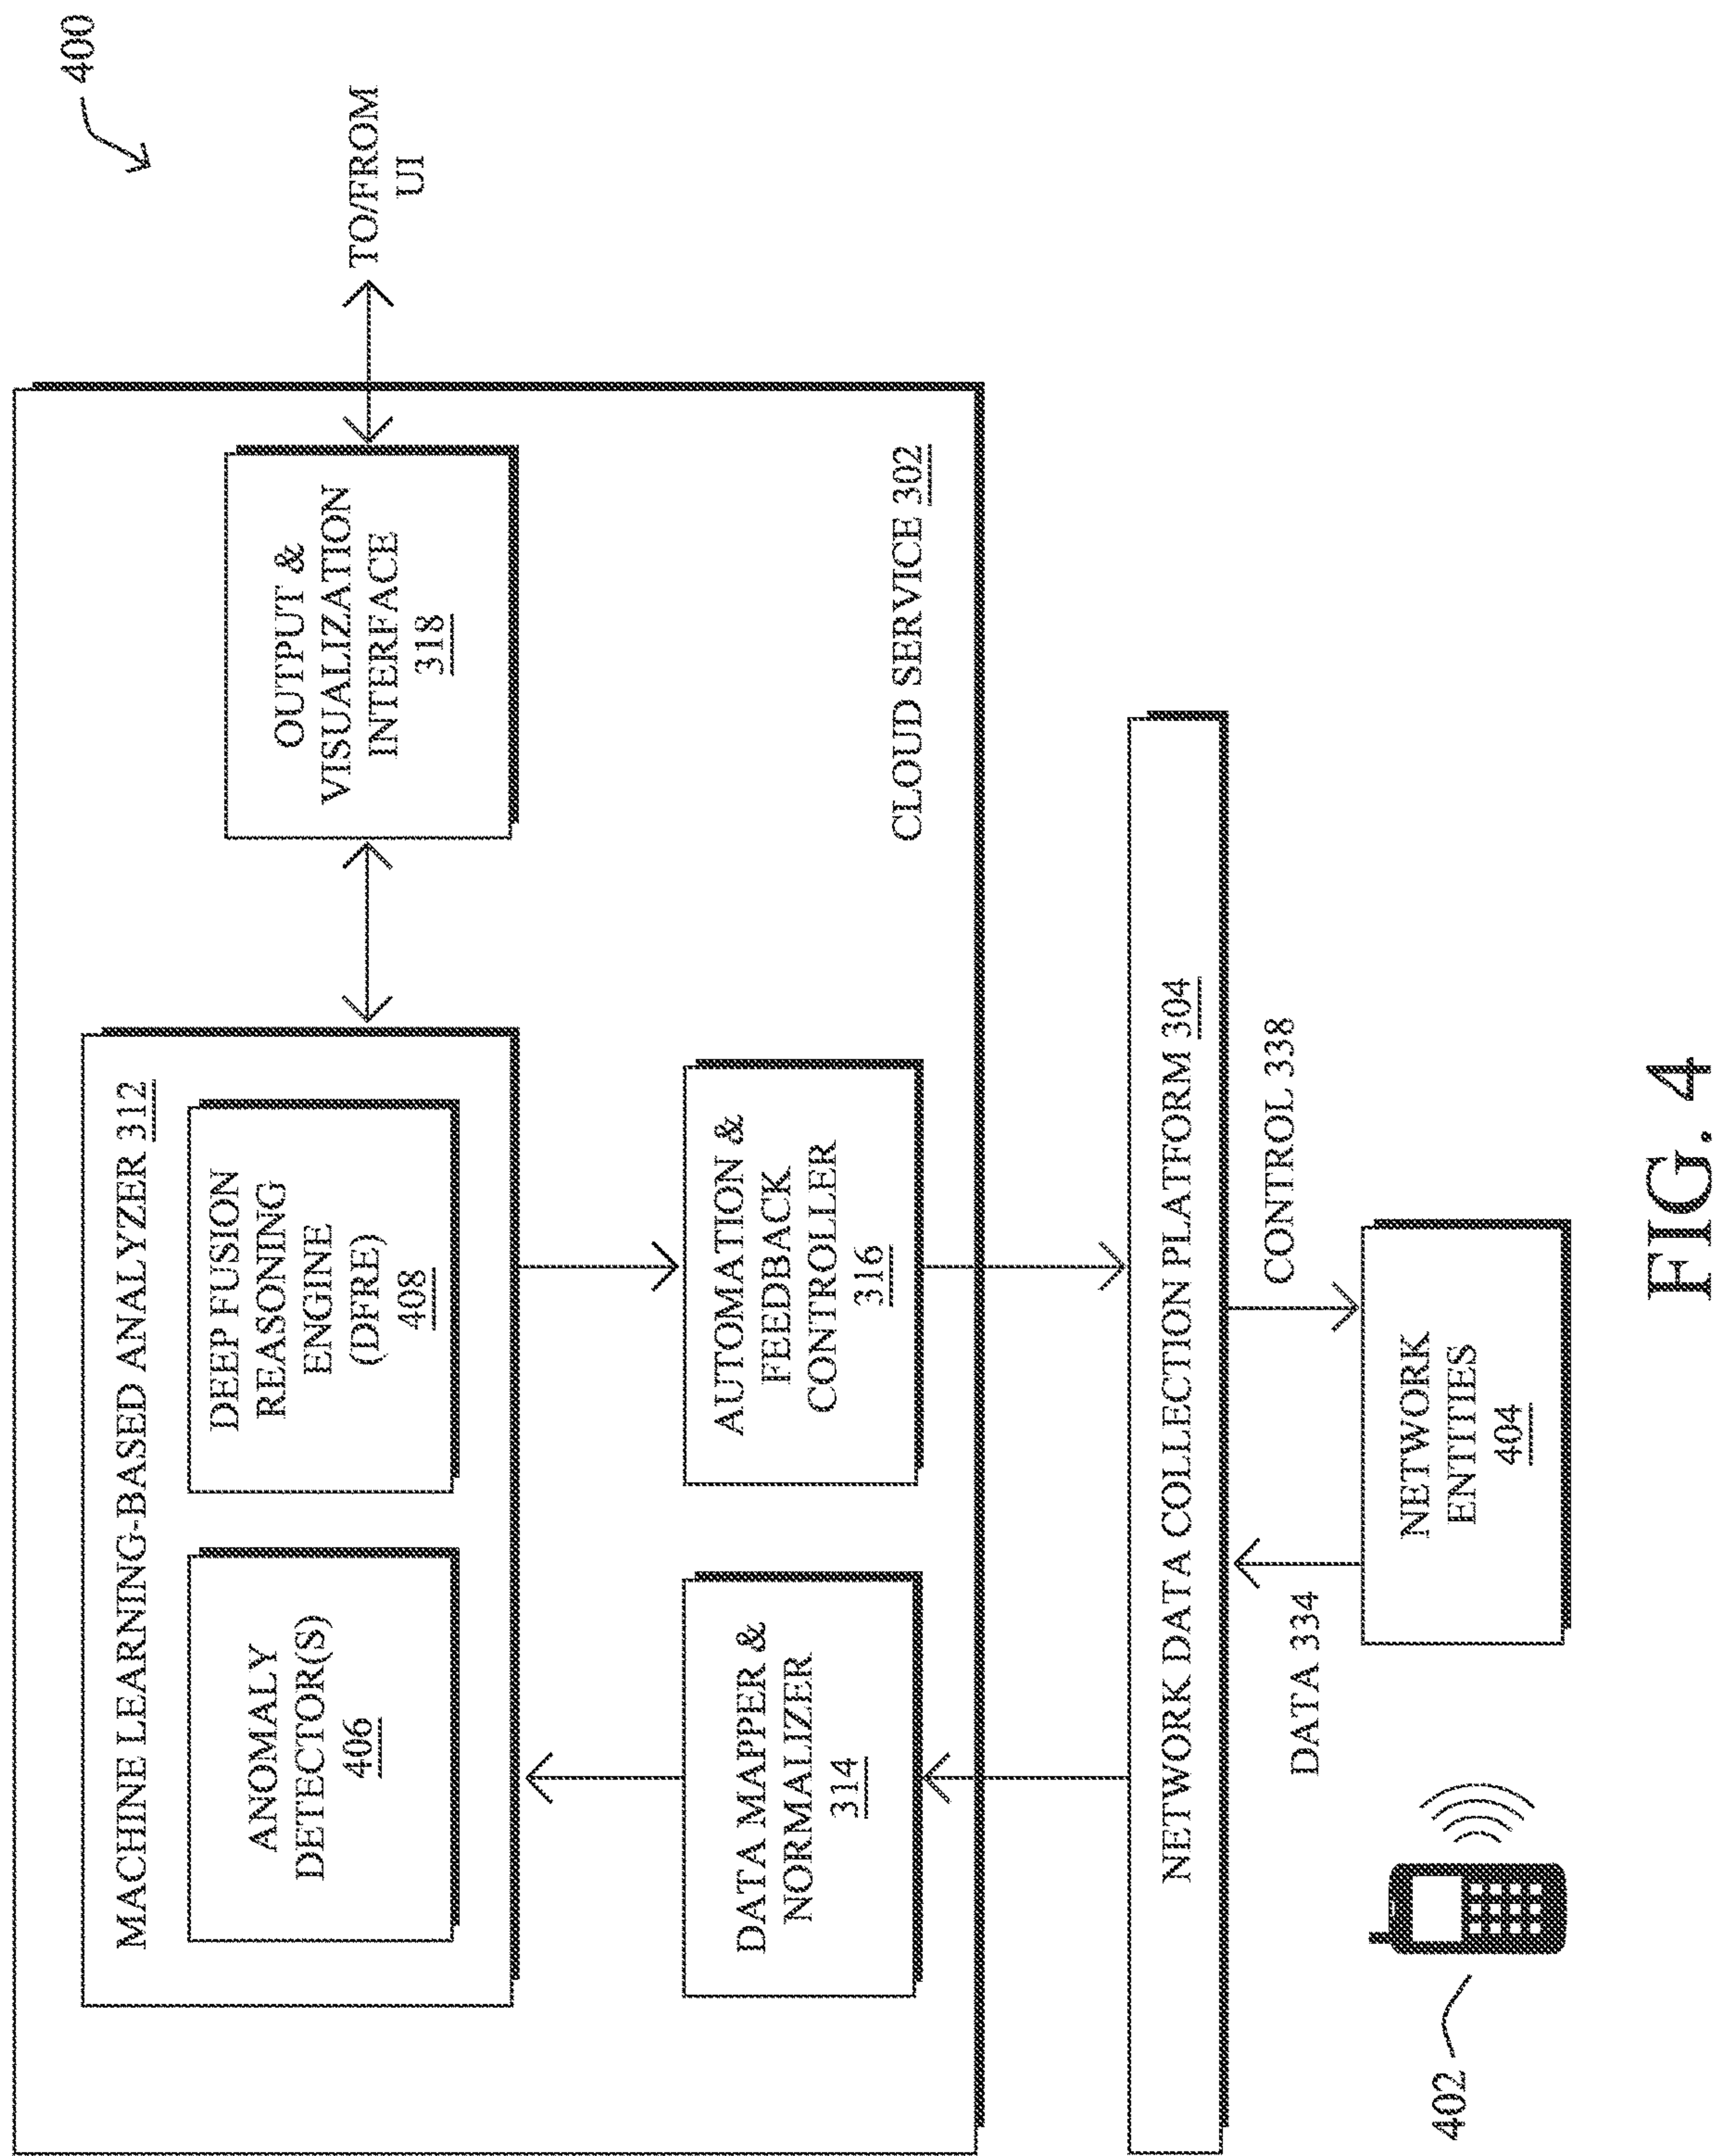 400
MACHINE LEARNING-BASED ANALYZER 312
ANOMALY
DETECTOR(S)
406
DEEP FUSION
REASONING
ENGINE
(DFRE)
408
OUTPUT &
VISUALIZATION
INTERFACE
318
TO/FROM
UI
DATA MAPPER &
NORMALIZER
314
AUTOMATION &
FEEDBACK
CONTROLLER
316
CLOUD SERVICE 302
NETWORK DATA COLLECTION PLATFORM 304
DATA 334
CONTROL 338
402
NETWORK
ENTITIES
404
FIG. 4